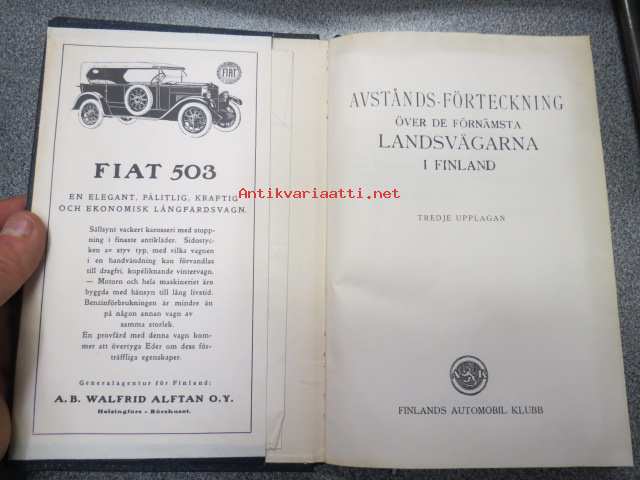 FIAT
FIAT 503
EN ELEGANT, PÅLITLIG, KRAFTIG
OCH EKONOMISK LÅNGFÄRDSVAGN.
Sällsynt vackert karosseri med stopp-
ning i finaste antikläder. Sidostyc-
ken av styv typ, med vilka vagnen
i en handvändning kan förvandlas
till dragfri, kupéliknande vintervagn.
— Motorn och hela maskineriet äro
byggda med hänsyn till lång livstid.
Benzinförbrukningen är mindre än
på någon annan vagn av
samma storlek.
En provfärd med denna vagn kom-
mer att övertyga Eder om dess för-
träffliga egenskaper.
Generalagentur för Finland:
A. B. WALFRID ALFTAN O. Y.
Helsingfors - Börshuset.
AVSTÅNDS-FÖRTECKNING
ÖVER DE FÖRNÄMSTA
LANDSVÄGARNA
I FINLAND
Antikvariaatti.net
TREDJE UPPLAGAN
A K
FINLANDS AUTOMOBIL KLUBB